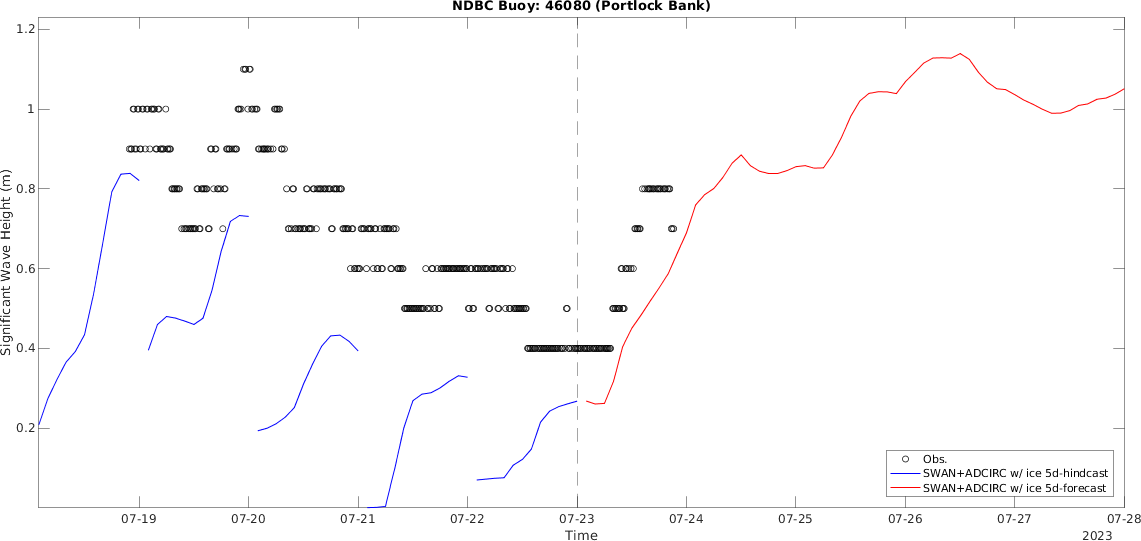 NDBC Buoy: 46080 (Portlock Bank)
1.2
1
0.8
0.6
0.4
0.2
Significant Wave Height (m)
Obs.
SWAN+ADCIRC w/ ice 5d-hindcast
SWAN+ADCIRC w/ ice 5d-forecast
07-19 07-20 07-21 07-22 07-23 07-24 07-25 07-26 07-27 07-28
Time
2023